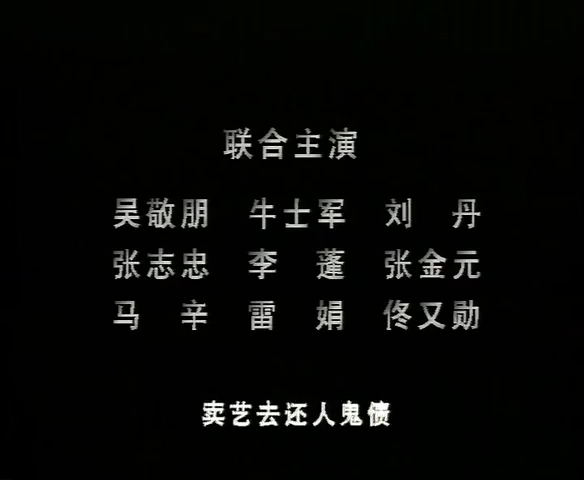 联合主演
吴敬朋 牛士军 刘 丹
张志忠 李 蓬 张金元
马 辛 雷 娟 佟又勋
卖艺去还人鬼债